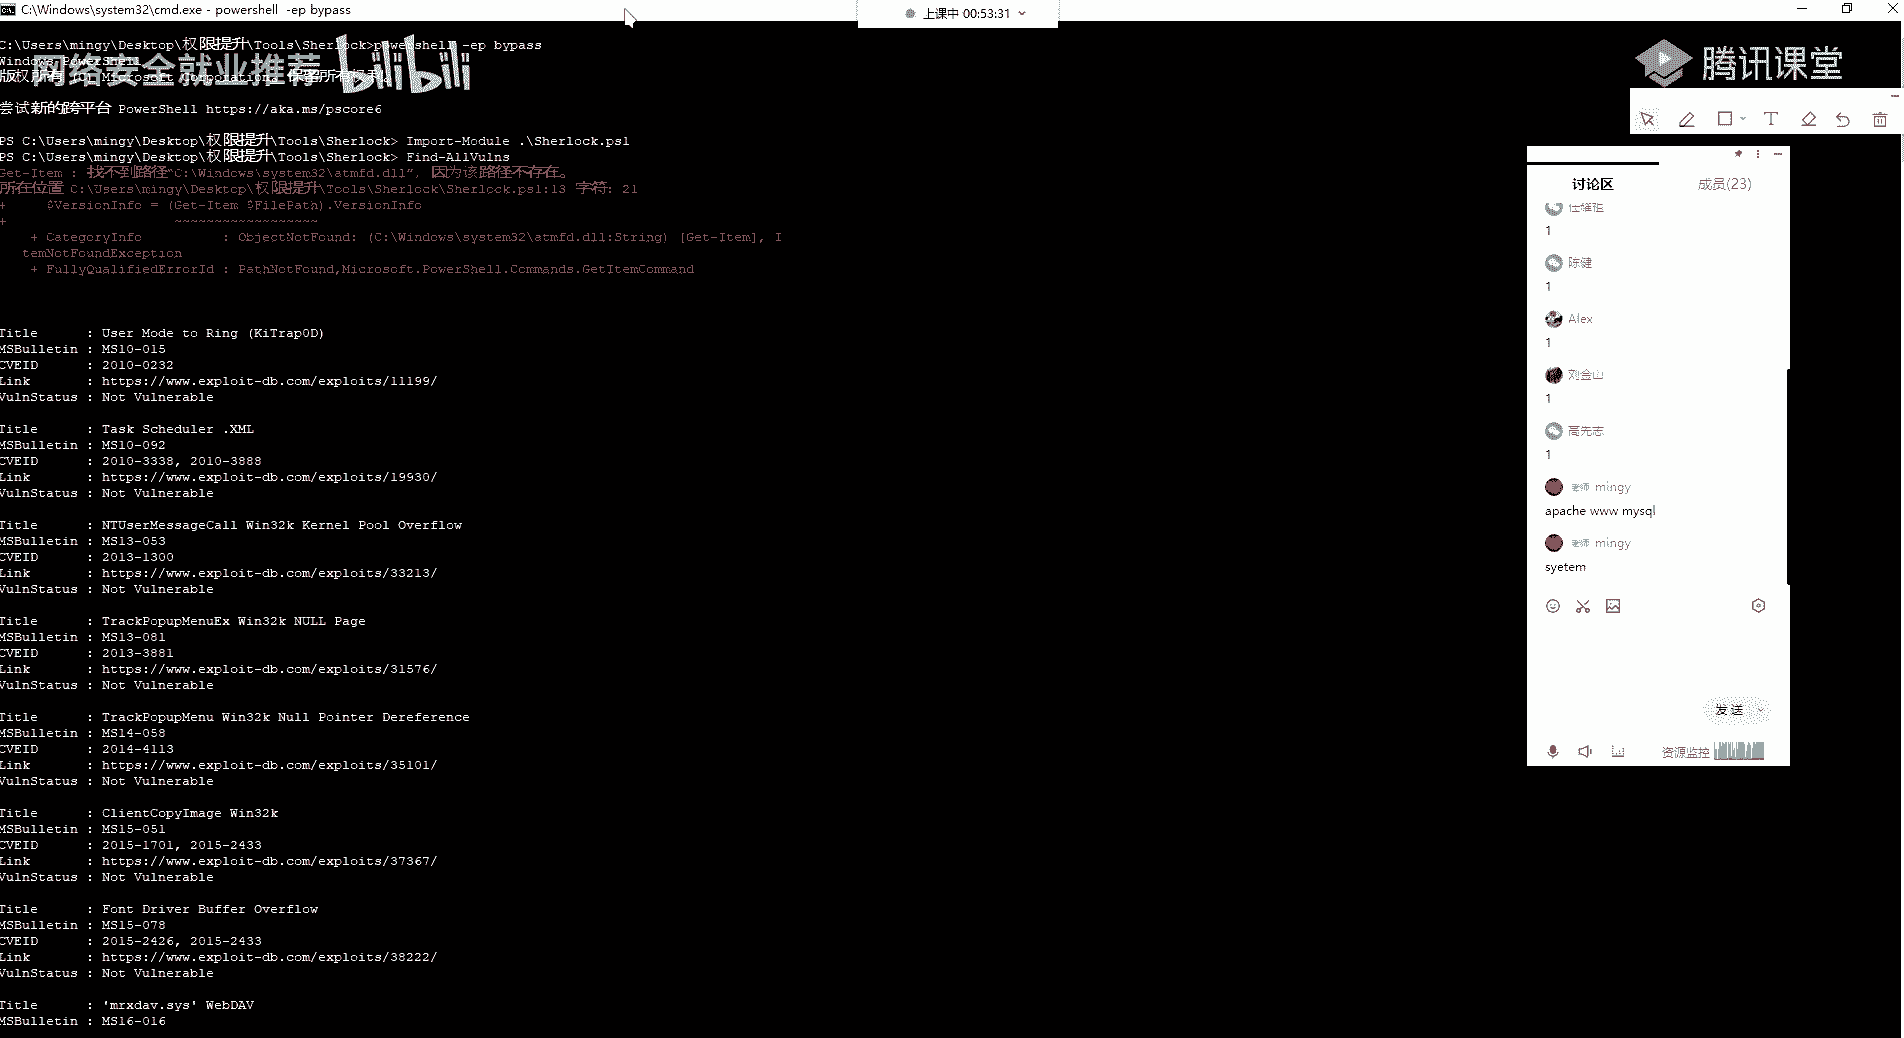 C:\Windows\system32\cmd.exe - powershell -ep bypass
上课中 00:53:31
C:\Users\mingy\Desktop\权限提升\Tools\Sherlock>powershell -ep bypass
Windows PowerShell
版权所有 (C) Microsoft Corporation。保留所有权利。
网络安全就业推荐 bilibili
腾讯课堂
尝试新的跨平台 PowerShell https://aka.ms/pscore6
PS C:\Users\mingy\Desktop\权限提升\Tools\Sherlock> Import-Module .\Sherlock.ps1
PS C:\Users\mingy\Desktop\权限提升\Tools\Sherlock> Find-AllVulns
Get-Item : 找不到路径“C:\Windows\system32\atmfd.dll”，因为该路径不存在。
所在位置 C:\Users\mingy\Desktop\权限提升\Tools\Sherlock\Sherlock.ps1:13 字符: 21
+     $VersionInfo = (Get-Item $FilePath).VersionInfo
+                     ~~~~~~~~~~~~~~~~~~
    + CategoryInfo          : ObjectNotFound: (C:\Windows\system32\atmfd.dll:String) [Get-Item], I
   temNotFoundException
    + FullyQualifiedErrorId : PathNotFound,Microsoft.PowerShell.Commands.GetItemCommand
Title      : User Mode to Ring (KiTrap0D)
MSBulletin : MS10-015
CVEID      : 2010-0232
Link       : https://www.exploit-db.com/exploits/11199/
VulnStatus : Not Vulnerable
Title      : Task Scheduler .XML
MSBulletin : MS10-092
CVEID      : 2010-3338, 2010-3888
Link       : https://www.exploit-db.com/exploits/19930/
VulnStatus : Not Vulnerable
Title      : NTUserMessageCall Win32k Kernel Pool Overflow
MSBulletin : MS13-053
CVEID      : 2013-1300
Link       : https://www.exploit-db.com/exploits/33213/
VulnStatus : Not Vulnerable
Title      : TrackPopupMenuEx Win32k NULL Page
MSBulletin : MS13-081
CVEID      : 2013-3881
Link       : https://www.exploit-db.com/exploits/31576/
VulnStatus : Not Vulnerable
Title      : TrackPopupMenu Win32k Null Pointer Dereference
MSBulletin : MS14-058
CVEID      : 2014-4113
Link       : https://www.exploit-db.com/exploits/35101/
VulnStatus : Not Vulnerable
Title      : ClientCopyImage Win32k
MSBulletin : MS15-051
CVEID      : 2015-1701, 2015-2433
Link       : https://www.exploit-db.com/exploits/37367/
VulnStatus : Not Vulnerable
Title      : Font Driver Buffer Overflow
MSBulletin : MS15-078
CVEID      : 2015-2426, 2015-2433
Link       : https://www.exploit-db.com/exploits/38222/
VulnStatus : Not Vulnerable
Title      : 'mrxdav.sys' WebDAV
MSBulletin : MS16-016
讨论区 成员(23)
1
陈健
1
Alex
1
刘金山
1
高先志
1
老师 mingy
apache www mysql
老师 mingy
syetem
发送
资源监控